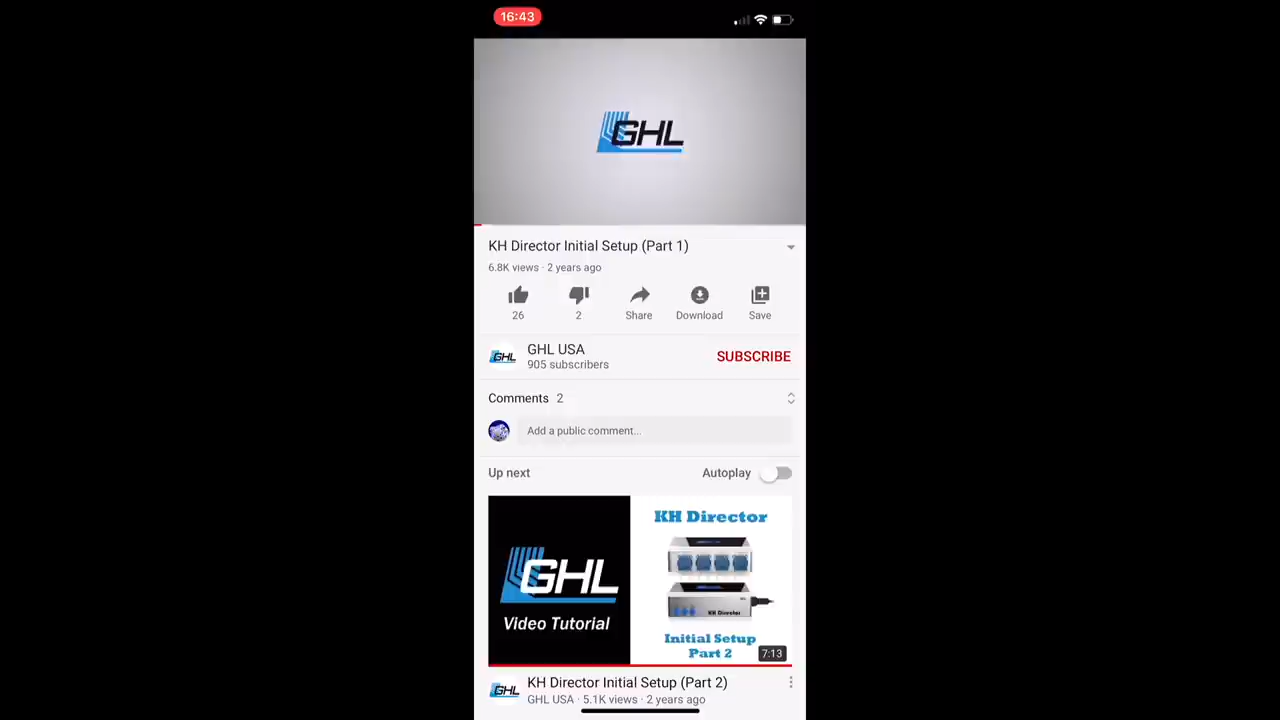 16:43
GHL
KH Director Initial Setup (Part 1)
6.8K views · 2 years ago
26
2
Share
Download
Save
GHL
GHL USA
905 subscribers
SUBSCRIBE
Comments 2
Add a public comment...
Up next
Autoplay
GHL
Video Tutorial
KH Director
KH Director
Initial Setup
Part 2
7:13
GHL
KH Director Initial Setup (Part 2)
GHL USA · 5.1K views · 2 years ago